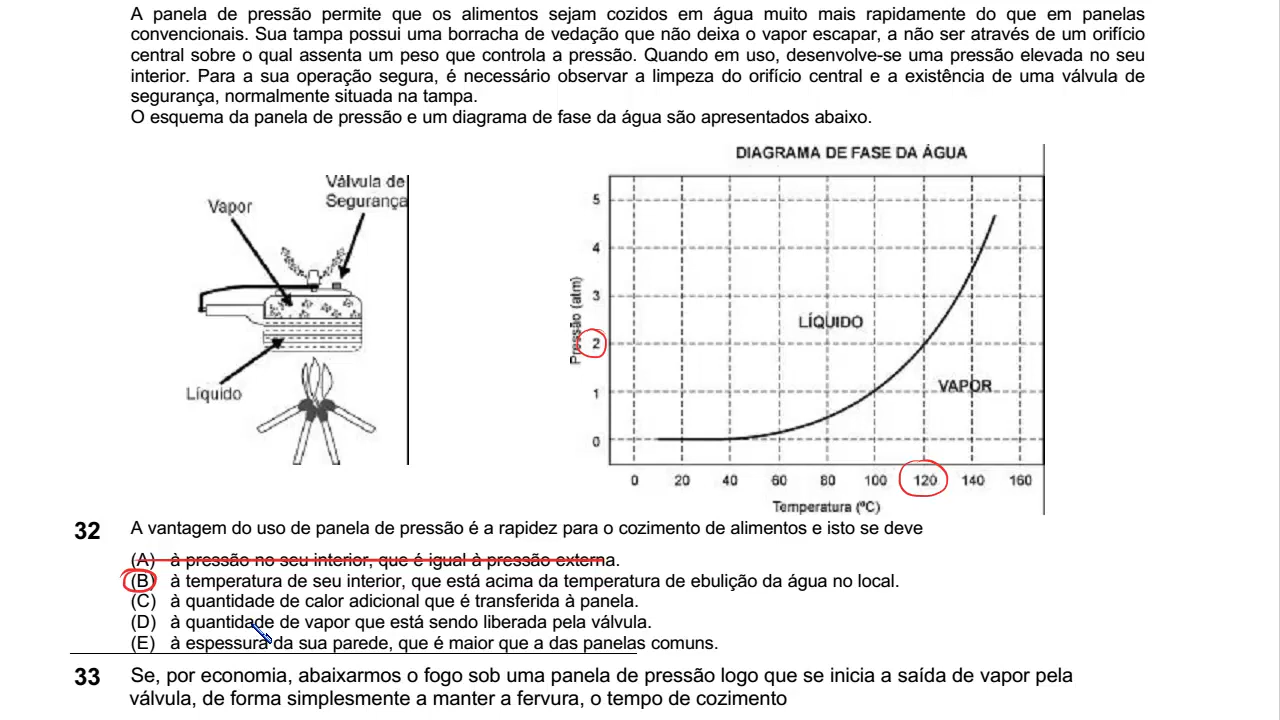 A panela de pressão permite que os alimentos sejam cozidos em água muito mais rapidamente do que em panelas
convencionais. Sua tampa possui uma borracha de vedação que não deixa o vapor escapar, a não ser através de um orifício
central sobre o qual assenta um peso que controla a pressão. Quando em uso, desenvolve-se uma pressão elevada no seu
interior. Para a sua operação segura, é necessário observar a limpeza do orifício central e a existência de uma válvula de
segurança, normalmente situada na tampa.
O esquema da panela de pressão e um diagrama de fase da água são apresentados abaixo.
Válvula de
Segurança
Vapor
Líquido
DIAGRAMA DE FASE DA ÁGUA
Pressão (atm)
5
4
3
2
1
0
LÍQUIDO
VAPOR
0 20 40 60 80 100 120 140 160
Temperatura (ºC)
32 A vantagem do uso de panela de pressão é a rapidez para o cozimento de alimentos e isto se deve
(A) à pressão no seu interior, que é igual à pressão externa.
(B) à temperatura de seu interior, que está acima da temperatura de ebulição da água no local.
(C) à quantidade de calor adicional que é transferida à panela.
(D) à quantidade de vapor que está sendo liberada pela válvula.
(E) à espessura da sua parede, que é maior que a das panelas comuns.
33 Se, por economia, abaixarmos o fogo sob uma panela de pressão logo que se inicia a saída de vapor pela
válvula, de forma simplesmente a manter a fervura, o tempo de cozimento